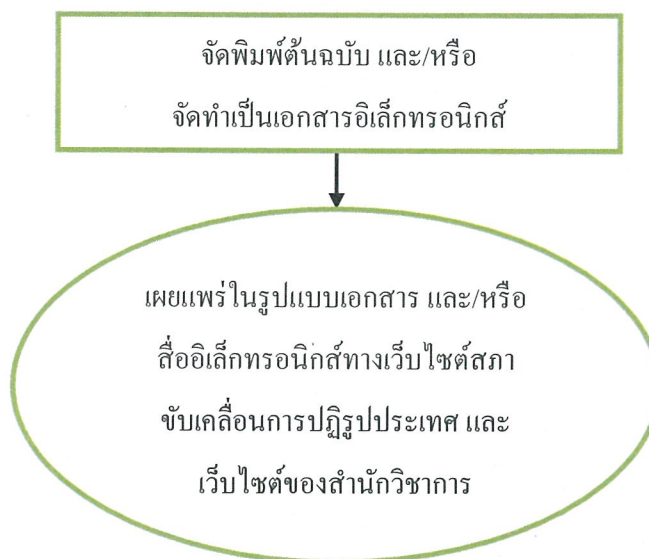 จัดพิมพ์ต้นฉบับ และ/หรือ
จัดทำเป็นเอกสารอิเล็กทรอนิกส์
เผยแพร่ในรูปแบบเอกสาร และ/หรือ
สื่ออิเล็กทรอนิกส์ทางเว็บไซต์สภา
ขับเคลื่อนการปฏิรูปประเทศ และ
เว็บไซต์ของสำนักวิชาการ